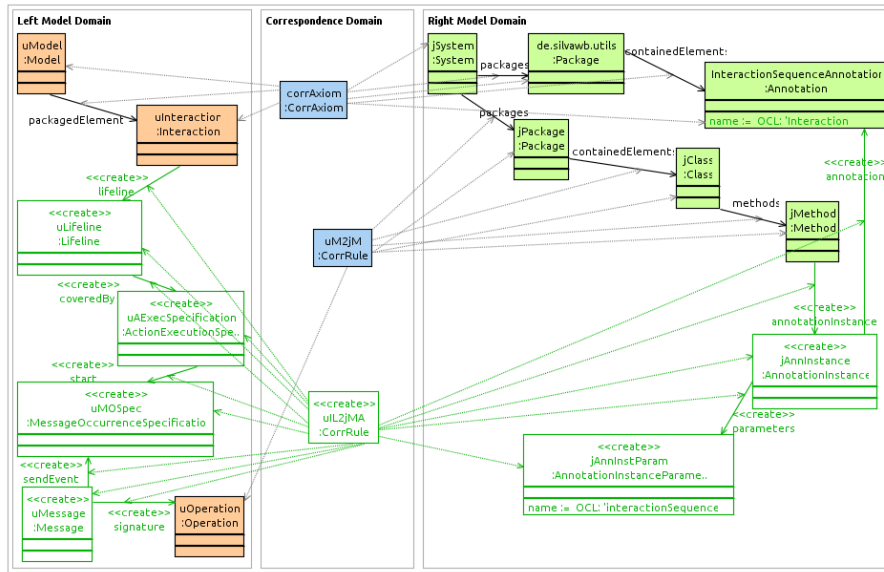 Left Model Domain
Correspondence Domain
Right Model Domain
uModel
:Model
packagedElement
uInteractior
:Interaction
<<create>>
lifeline
<<create>>
uLifeline
:Lifeline
<<create>>
coveredBy
<<create>>
uAExecSpecification
:ActionExecutionSpe..
<<create>>
start
<<create>>
uMOSpec
:MessageOccurrenceSpecificatio
<<create>>
sendEvent
<<create>>
uMessage
:Message
<<create>>
signature
uOperation
:Operation
corrAxiom
:CorrAxiom
uM2jM
:CorrRule
<<create>>
uIL2jMA
:CorrRule
jSystem
:System
packages
de.silvawb.utils
:Package
containedElements
InteractionSequenceAnnotation
:Annotation
name := OCL: 'Interaction
packages
jPackage
:Package
containedElements
jClass
:Class
methods
jMethod
:Method
<<create>>
annotation
<<create>>
annotationInstance
<<create>>
jAnnInstance
:AnnotationInstance
<<create>>
parameters
<<create>>
jAnnInstParam
:AnnotationInstanceParame..
name := OCL: 'interactionSequence